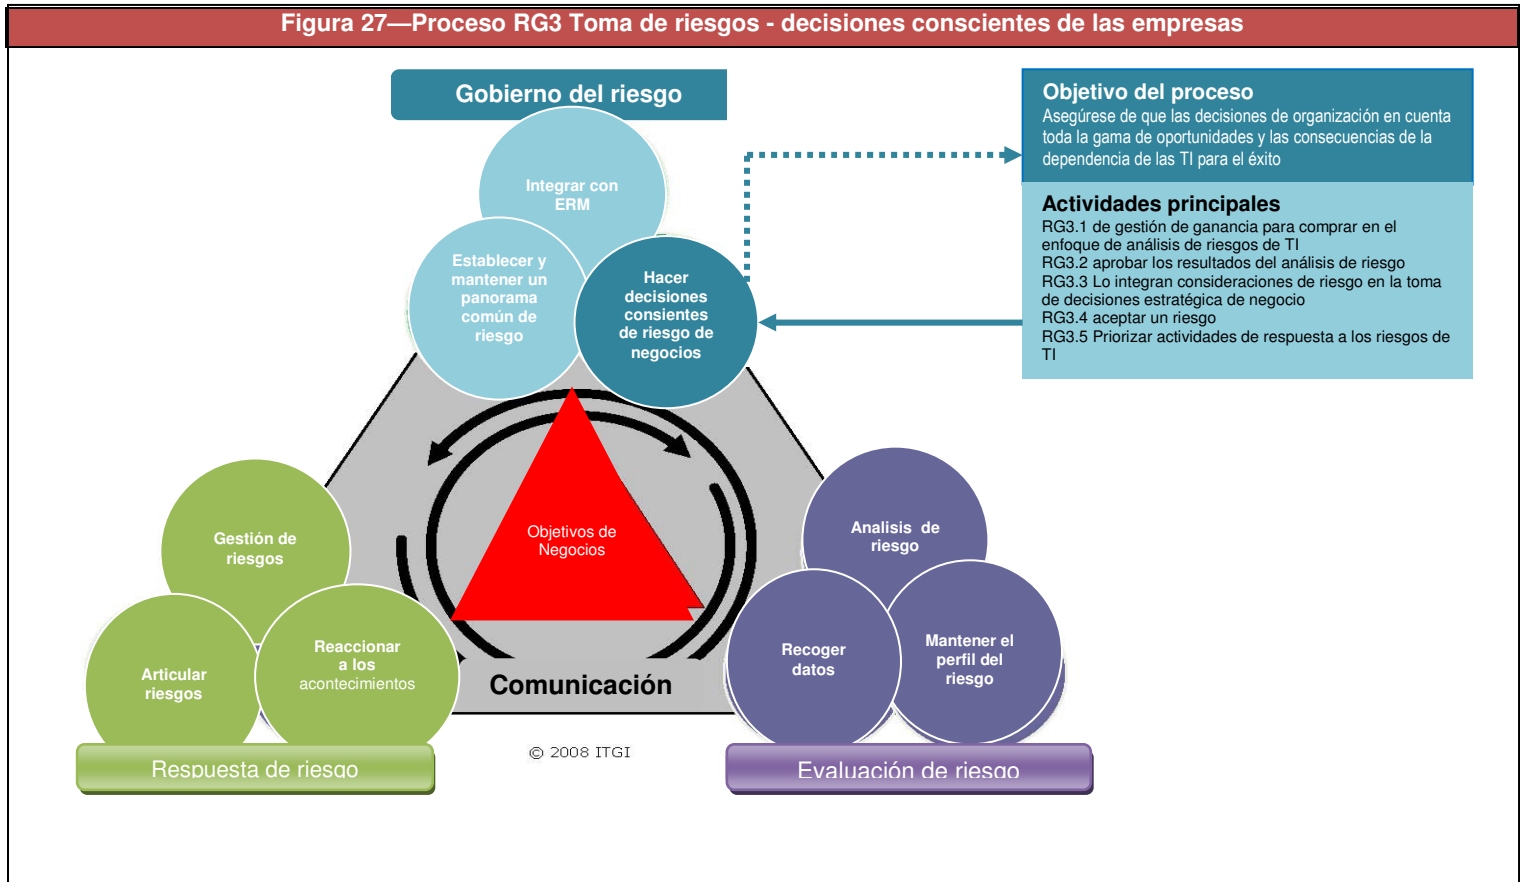 Figura 27—Proceso RG3 Toma de riesgos - decisiones conscientes de las empresas
Gobierno del riesgo
Integrar con
ERM
Establecer y
mantener un
panorama
común de
riesgo
Hacer
decisiones
consientes
de riesgo de
negocios
Objetivo del proceso
Asegúrese de que las decisiones de organización en cuenta
toda la gama de oportunidades y las consecuencias de la
dependencia de las TI para el éxito
Actividades principales
RG3.1 de gestión de ganancia para comprar en el
enfoque de análisis de riesgos de TI
RG3.2 aprobar los resultados del análisis de riesgo
RG3.3 Lo integran consideraciones de riesgo en la toma
de decisiones estratégica de negocio
RG3.4 aceptar un riesgo
RG3.5 Priorizar actividades de respuesta a los riesgos de
TI
Objetivos de
Negocios
Gestión de
riesgos
Articular
riesgos
Reaccionar
a los
acontecimientos
Respuesta de riesgo
Comunicación
© 2008 ITGI
Analisis de
riesgo
Recoger
datos
Mantener el
perfil del
riesgo
Evaluación de riesgo